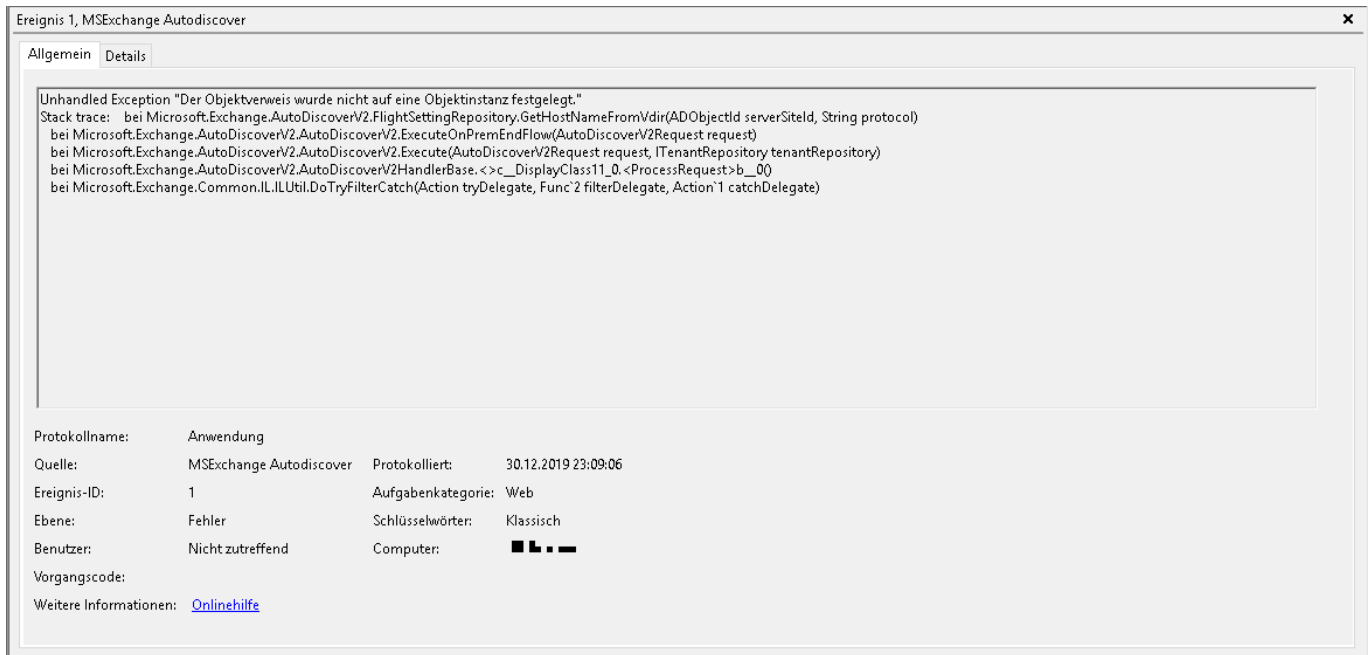 Ereignis 1, MSExchange Autodiscover
Allgemein Details
Unhandled Exception "Der Objektverweis wurde nicht auf eine Objektinstanz festgelegt."
Stack trace:    bei Microsoft.Exchange.AutoDiscoverV2.FlightSettingRepository.GetHostNameFromVdir(ADObjectId serverSiteId, String protocol)
bei Microsoft.Exchange.AutoDiscoverV2.AutoDiscoverV2.ExecuteOnPremEndFlow(AutoDiscoverV2Request request)
bei Microsoft.Exchange.AutoDiscoverV2.AutoDiscoverV2.Execute(AutoDiscoverV2Request request, ITenantRepository tenantRepository)
bei Microsoft.Exchange.AutoDiscoverV2.AutoDiscoverV2HandlerBase.<>c__DisplayClass11_0.<ProcessRequest>b__0()
bei Microsoft.Exchange.Common.IL.ILUtil.DoTryFilterCatch(Action tryDelegate, Func`2 filterDelegate, Action`1 catchDelegate)
Protokollname: Anwendung
Quelle: MSExchange Autodiscover Protokolliert: 30.12.2019 23:09:06
Ereignis-ID: 1 Aufgabenkategorie: Web
Ebene: Fehler Schlüsselwörter: Klassisch
Benutzer: Nicht zutreffend Computer:
Vorgangscode:
Weitere Informationen: Onlinehilfe